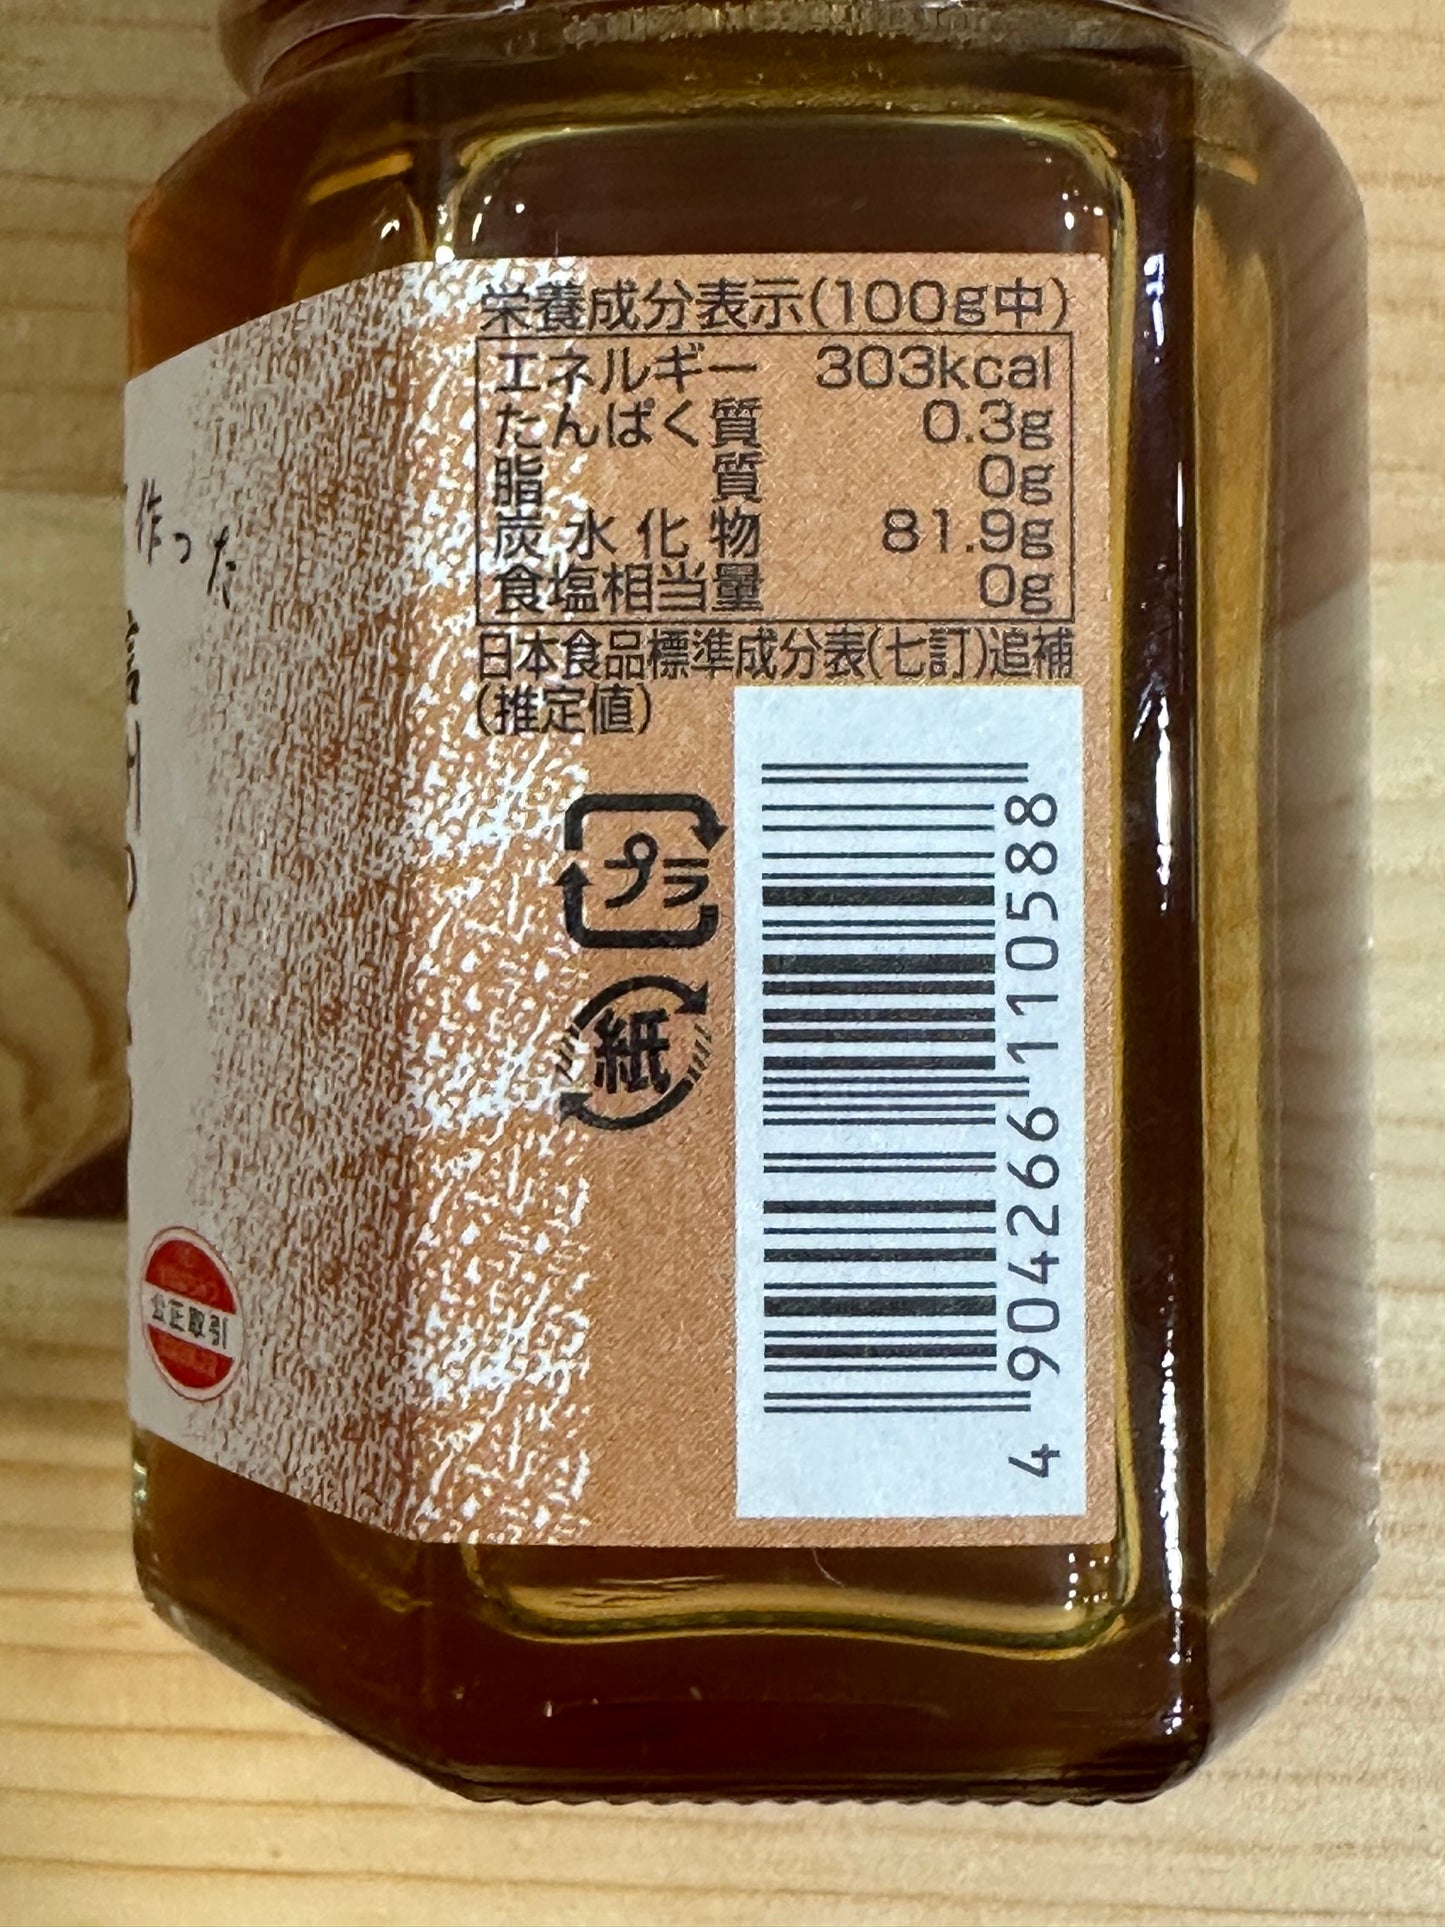 栄養成分表示(100g中)
エネルギー 303kcal
たんぱく質 0.3g
脂質 0g
炭水化物 81.9g
食塩相当量 0g
日本食品標準成分表(七訂)追補
(推定値)
プラ
紙
4904266110588
作った
公正取引